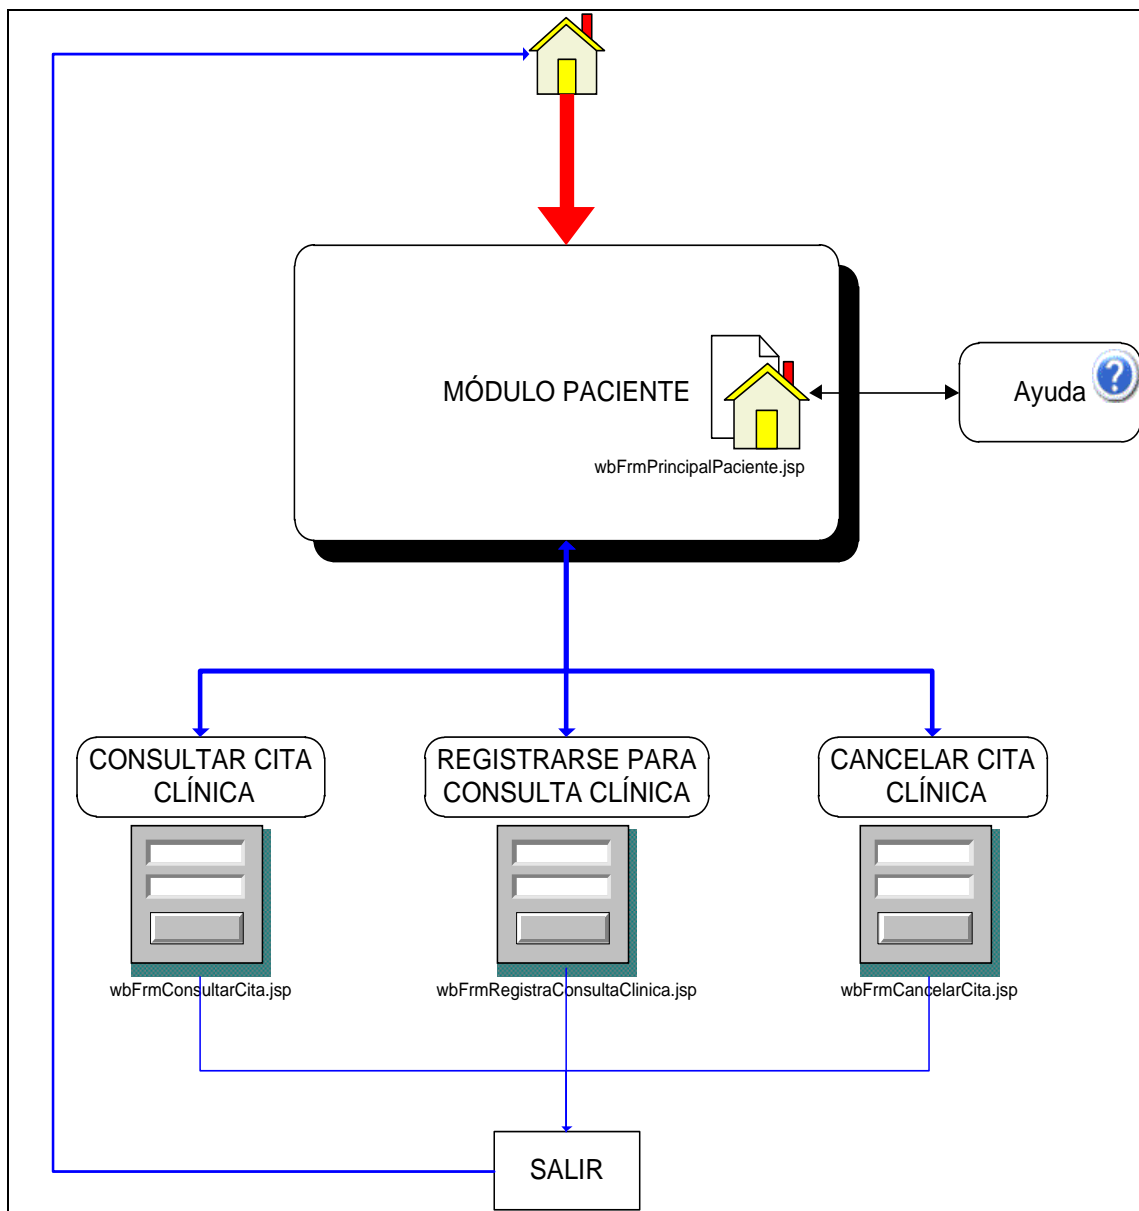 MÓDULO PACIENTE
wbFrmPrincipalPaciente.jsp
Ayuda
?
CONSULTAR CITA
CLÍNICA
REGISTRARSE PARA
CONSULTA CLÍNICA
CANCELAR CITA
CLÍNICA
wbFrmConsultarCita.jsp
wbFrmRegistraConsultaClinica.jsp
wbFrmCancelarCita.jsp
SALIR